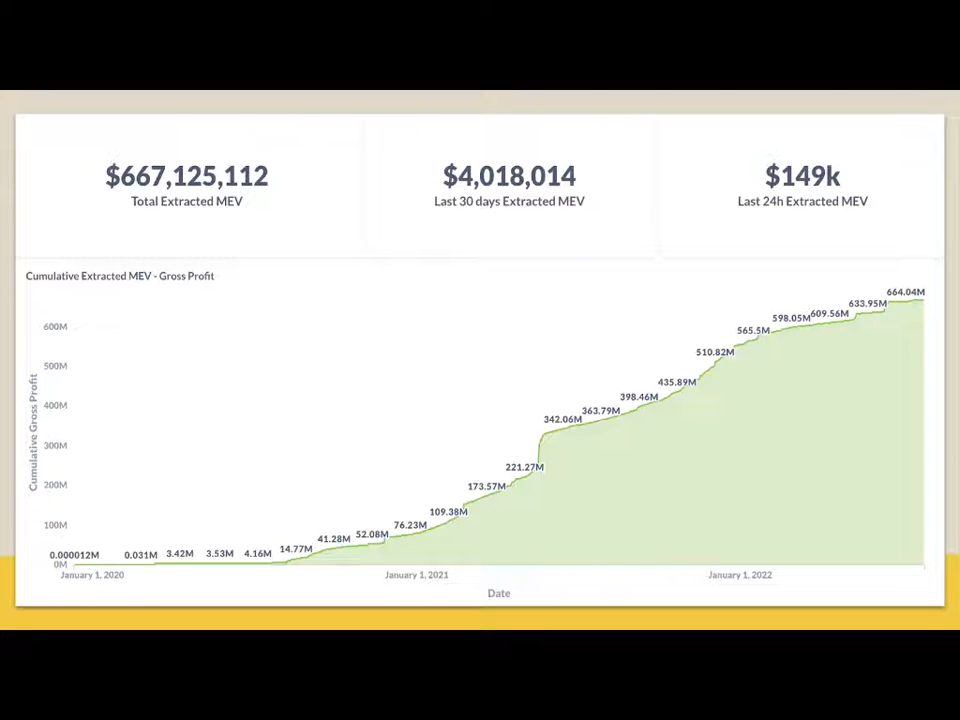 $667,125,112
Total Extracted MEV
$4,018,014
Last 30 days Extracted MEV
$149k
Last 24h Extracted MEV
Cumulative Extracted MEV - Gross Profit
Cumulative Gross Profit
600M
500M
400M
300M
200M
100M
0M
0.000012M
0.031M
3.42M
3.53M
4.16M
14.77M
41.28M
52.08M
76.23M
109.38M
173.57M
221.27M
342.06M
363.79M
398.46M
435.89M
510.82M
565.5M
598.05M
609.56M
633.95M
664.04M
January 1, 2020
January 1, 2021
January 1, 2022
Date